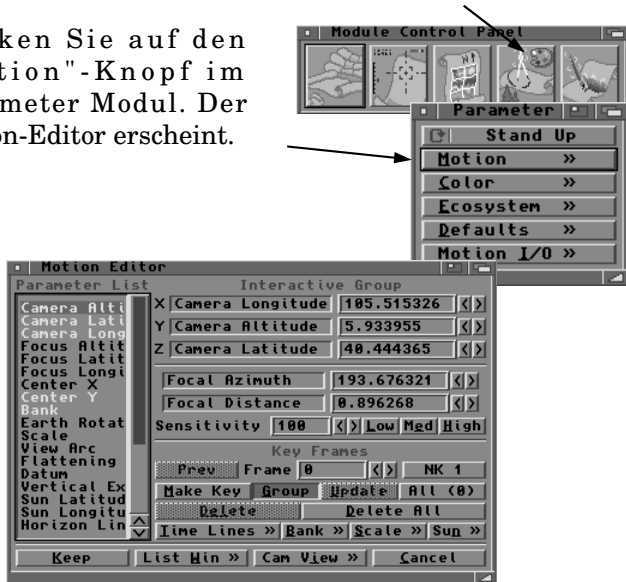 ken Sie auf den
tion"-Knopf im
meter Modul. Der
on-Editor erscheint.
Module Control Panel
Parameter
Stand Up
Motion »
Color »
Ecosystem »
Defaults »
Motion I/O »
Motion Editor
Parameter List
Camera Alti
Camera Lati
Camera Long
Focus Altit
Focus Latit
Focus Longi
Center X
Center Y
Bank
Earth Rotat
Scale
View Arc
Flattening
Datum
Vertical Ex
Sun Latitud
Sun Longitu
Horizon Lin
Interactive Group
X Camera Longitude 105.515326 < >
Y Camera Altitude 5.933955 < >
Z Camera Latitude 40.444365 < >
Focal Azimuth 193.676321 < >
Focal Distance 0.896268 < >
Sensitivity 100 < > Low Med High
Key Frames
Prev Frame 0 < > NK 1
Make Key Group Update All (0)
Delete Delete All
Time Lines » Bank » Scale » Sun »
Keep List Win » Cam View » Cancel